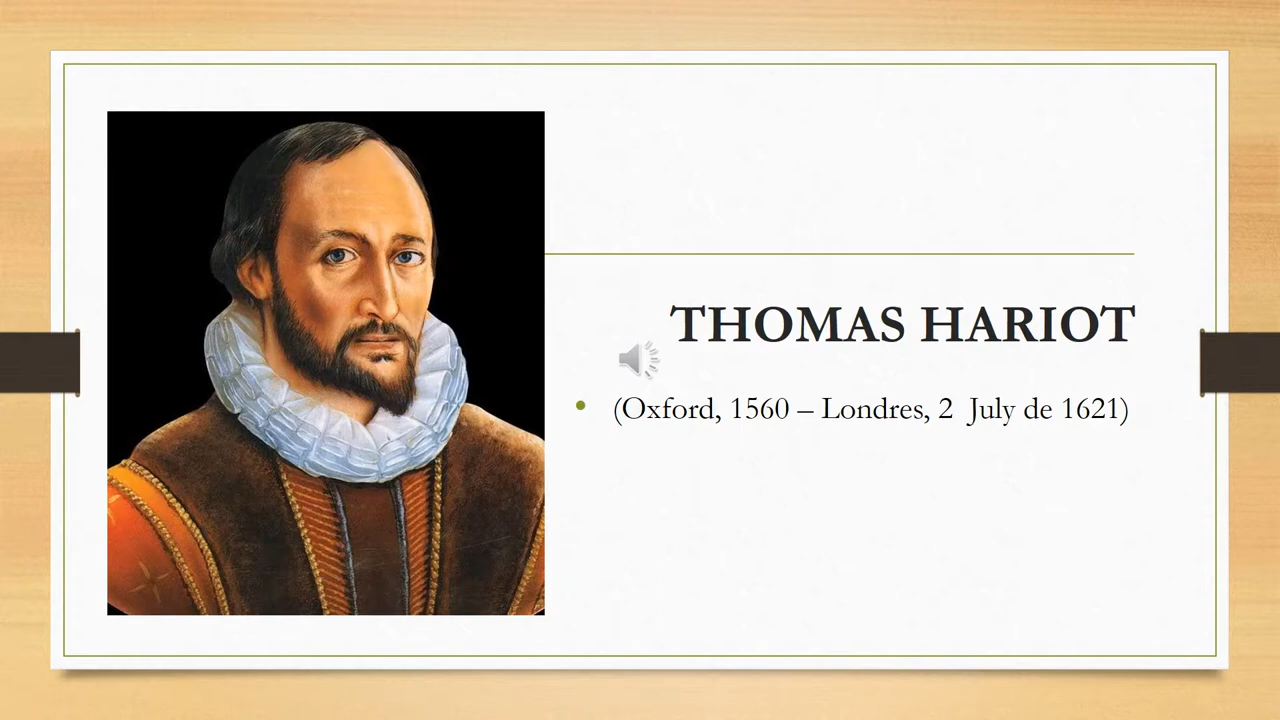 THOMAS HARIOT
• (Oxford, 1560 – Londres, 2 July de 1621)